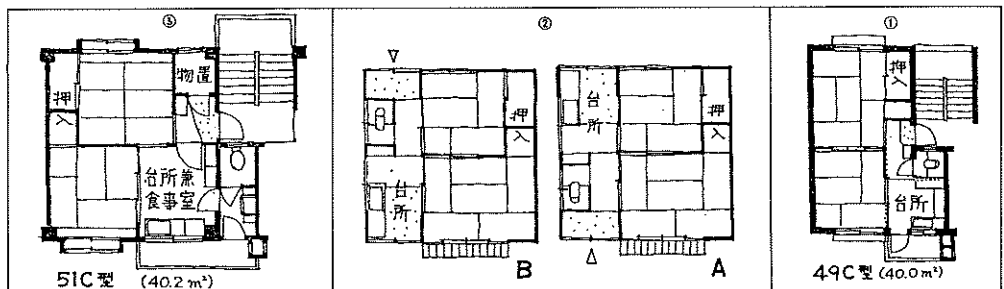 ③
物置
押
入
台所兼
食事室
51C型 (40.2㎡)
②
押
入
台
所
B
台
所
押
入
A
①
押
入
台所
49C型 (40.0㎡)